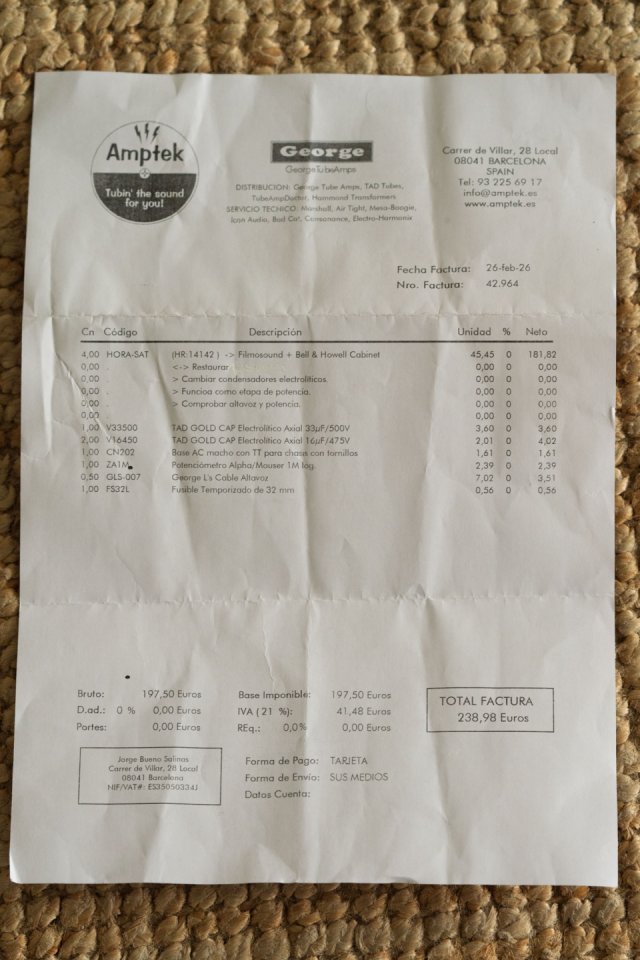 Amptek
Tubin' the sound
for you!
George
GeorgeTubeAmps
DISTRIBUCION: George Tube Amps, TAD Tubes,
TubeAmpDoctor, Hammond Transformers
SERVICIO TECNICO: Marshall, Air Tight, Mesa-Boogie,
Icon Audio, Bad Cat, Consonance, Electro-Harmonix
Carrer de Villar, 28 Local
08041 BARCELONA
SPAIN
Tel: 93 225 69 17
info@amptek.es
www.amptek.es
Fecha Factura: 26-feb-26
Nro. Factura: 42.964
Cn Código Descripción Unidad % Neto
4,00 HORA-SAT (HR:14142 ) -> Filmosound + Bell & Howell Cabinet 45,45 0 181,82
0,00 . <-> Restaurar 0,00 0 0,00
0,00 . > Cambiar condensadores electrolíticos 0,00 0 0,00
0,00 . > Funcioa como etapa de potencia. 0,00 0 0,00
0,00 . > Comprobar altavoz y potencia. 0,00 0 0,00
0,00 . 0,00 0 0,00
1,00 V33500 TAD GOLD CAP Electrolítico Axial 33µF/500V 3,60 0 3,60
2,00 V16450 TAD GOLD CAP Electrolítico Axial 16µF/475V 2,01 0 4,02
1,00 CN202 Base AC macho con TT para chasis con tornillos 1,61 0 1,61
1,00 ZA1M Potenciómetro Alpha/Mouser 1M log. 2,39 0 2,39
0,50 GLS-007 George L's Cable Altavoz 7,02 0 3,51
1,00 FS32L Fusible Temporizado de 32 mm 0,56 0 0,56
Bruto: 197,50 Euros
D.ad.: 0 % 0,00 Euros
Portes: 0,00 Euros
Base Imponible: 197,50 Euros
IVA ( 21 %): 41,48 Euros
REq.: 0,0% 0,00 Euros
TOTAL FACTURA
238,98 Euros
Jorge Bueno Salinas
Carrer de Villar, 28 Local
08041 Barcelona
NIF/VAT#: ES35050334J
Forma de Pago: TARJETA
Forma de Envío: SUS MEDIOS
Datos Cuenta: